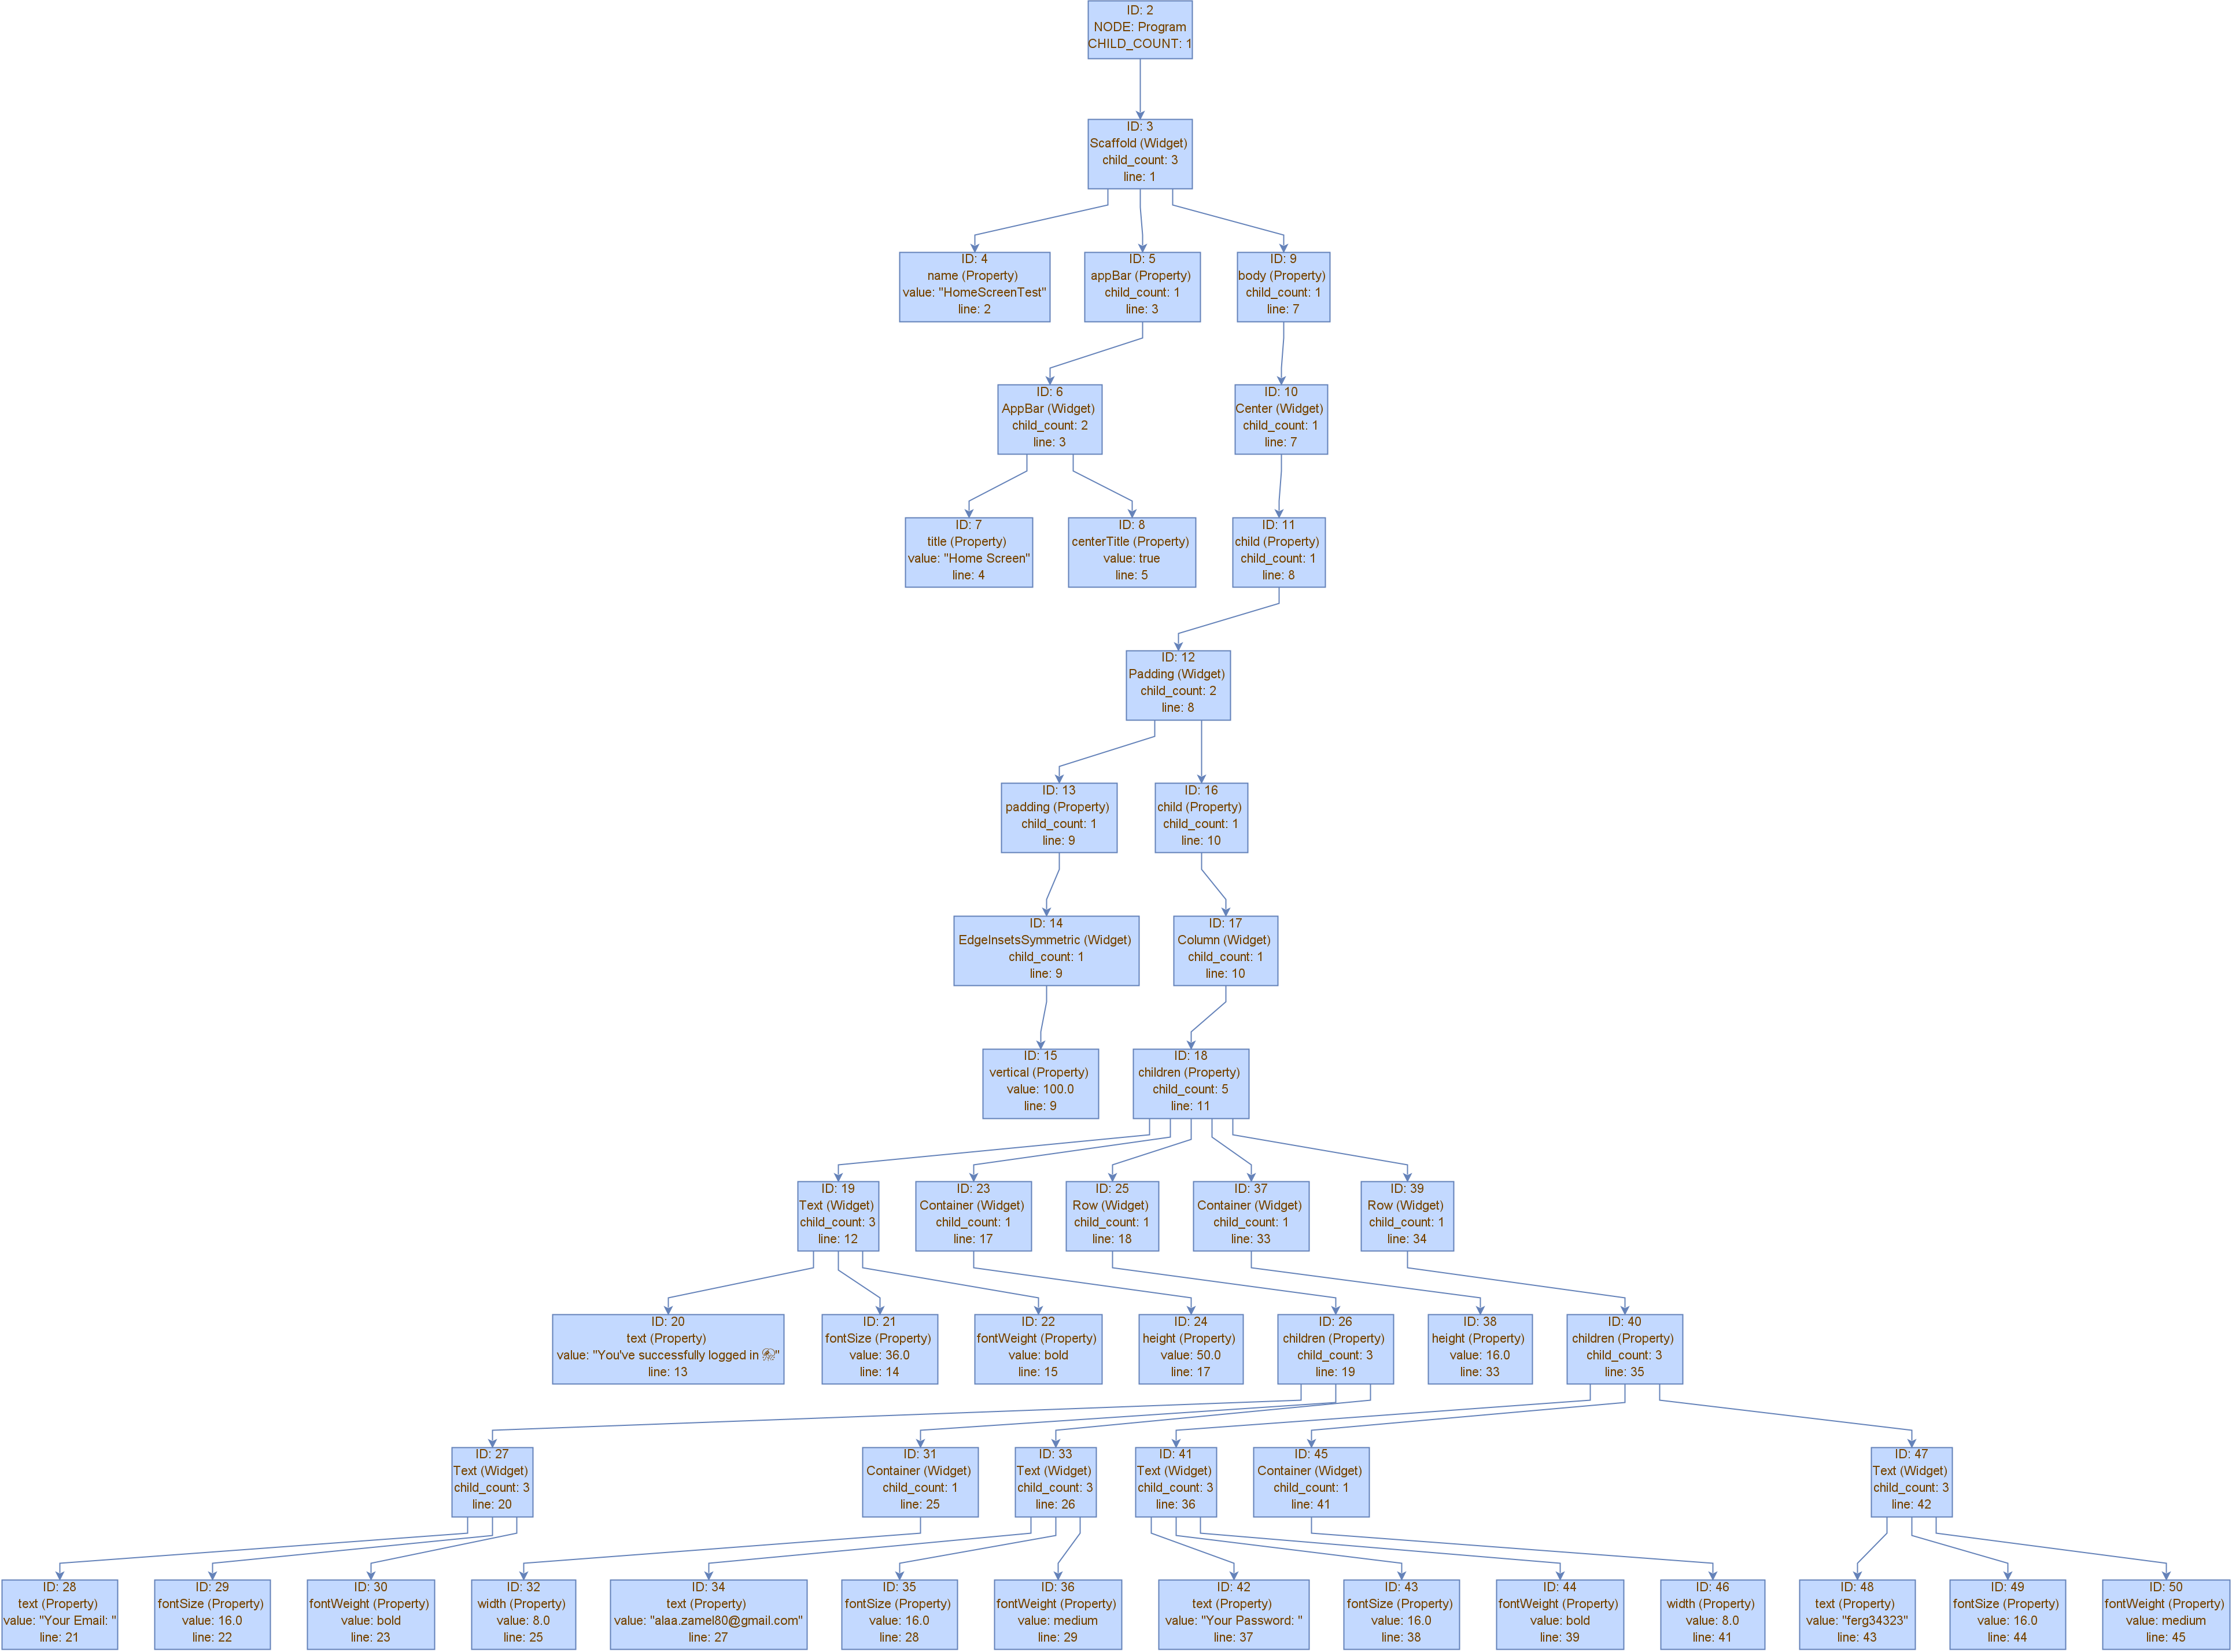 ID: 2
NODE: Program
CHILD_COUNT: 1
ID: 3
Scaffold (Widget)
child_count: 3
line: 1
ID: 4
name (Property)
value: "HomeScreenTest"
line: 2
ID: 5
appBar (Property)
child_count: 1
line: 3
ID: 9
body (Property)
child_count: 1
line: 7
ID: 6
AppBar (Widget)
child_count: 2
line: 3
ID: 10
Center (Widget)
child_count: 1
line: 7
ID: 7
title (Property)
value: "Home Screen"
line: 4
ID: 8
centerTitle (Property)
value: true
line: 5
ID: 11
child (Property)
child_count: 1
line: 8
ID: 12
Padding (Widget)
child_count: 2
line: 8
ID: 13
padding (Property)
child_count: 1
line: 9
ID: 16
child (Property)
child_count: 1
line: 10
ID: 14
EdgeInsetsSymmetric (Widget)
child_count: 1
line: 9
ID: 17
Column (Widget)
child_count: 1
line: 10
ID: 15
vertical (Property)
value: 100.0
line: 9
ID: 18
children (Property)
child_count: 5
line: 11
ID: 19
Text (Widget)
child_count: 3
line: 12
ID: 23
Container (Widget)
child_count: 1
line: 17
ID: 25
Row (Widget)
child_count: 1
line: 18
ID: 37
Container (Widget)
child_count: 1
line: 33
ID: 39
Row (Widget)
child_count: 1
line: 34
ID: 20
text (Property)
value: "You've successfully logged in "
line: 13
ID: 21
fontSize (Property)
value: 36.0
line: 14
ID: 22
fontWeight (Property)
value: bold
line: 15
ID: 24
height (Property)
value: 50.0
line: 17
ID: 26
children (Property)
child_count: 3
line: 19
ID: 38
height (Property)
value: 16.0
line: 33
ID: 40
children (Property)
child_count: 3
line: 35
ID: 27
Text (Widget)
child_count: 3
line: 20
ID: 31
Container (Widget)
child_count: 1
line: 25
ID: 33
Text (Widget)
child_count: 3
line: 26
ID: 41
Text (Widget)
child_count: 3
line: 36
ID: 45
Container (Widget)
child_count: 1
line: 41
ID: 47
Text (Widget)
child_count: 3
line: 42
ID: 28
text (Property)
value: "Your Email: "
line: 21
ID: 29
fontSize (Property)
value: 16.0
line: 22
ID: 30
fontWeight (Property)
value: bold
line: 23
ID: 32
width (Property)
value: 8.0
line: 25
ID: 34
text (Property)
value: "alaa.zamel80@gmail.com"
line: 27
ID: 35
fontSize (Property)
value: 16.0
line: 28
ID: 36
fontWeight (Property)
value: medium
line: 29
ID: 42
text (Property)
value: "Your Password: "
line: 37
ID: 43
fontSize (Property)
value: 16.0
line: 38
ID: 44
fontWeight (Property)
value: bold
line: 39
ID: 46
width (Property)
value: 8.0
line: 41
ID: 48
text (Property)
value: "ferg34323"
line: 43
ID: 49
fontSize (Property)
value: 16.0
line: 44
ID: 50
fontWeight (Property)
value: medium
line: 45